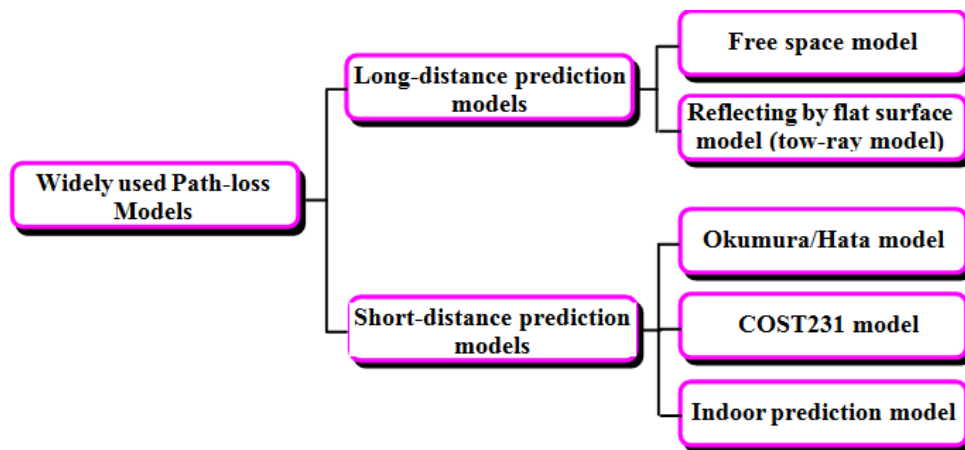 Widely used Path-loss
Models
Long-distance prediction
models
Free space model
Reflecting by flat surface
model (tow-ray model)
Short-distance prediction
models
Okumura/Hata model
COST231 model
Indoor prediction model